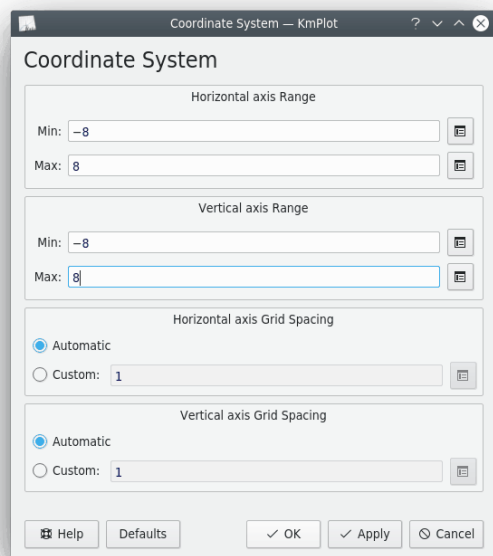 Coordinate System — KmPlot
Coordinate System
Horizontal axis Range
Min: −8
Max: 8
Vertical axis Range
Min: −8
Max: 8
Horizontal axis Grid Spacing
Automatic
Custom: 1
Vertical axis Grid Spacing
Automatic
Custom: 1
Help Defaults OK Apply Cancel